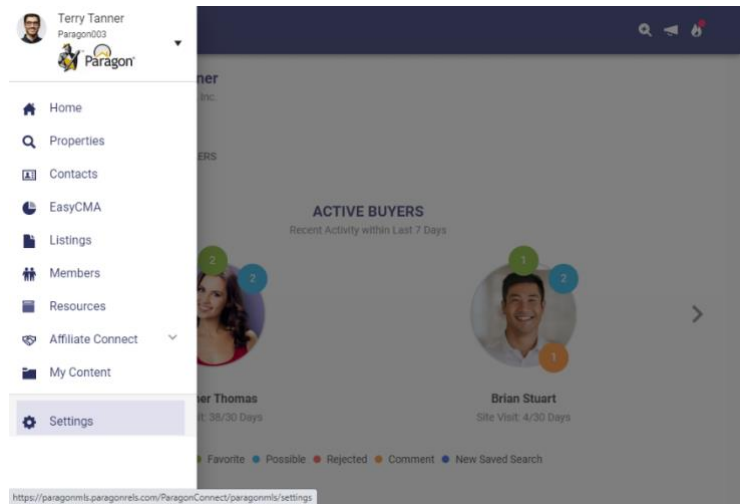 Terry Tanner
Paragon003
Paragon
Home
Properties
Contacts
EasyCMA
Listings
Members
Resources
Affiliate Connect
My Content
Settings
ner
Inc.
ERS
ACTIVE BUYERS
Recent Activity within Last 7 Days
2
2
1
2
1
er Thomas
it: 38/30 Days
Brian Stuart
Site Visit: 4/30 Days
Favorite Possible Rejected Comment New Saved Search
https://paragonmls.paragonrels.com/ParagonConnect/paragonmls/settings